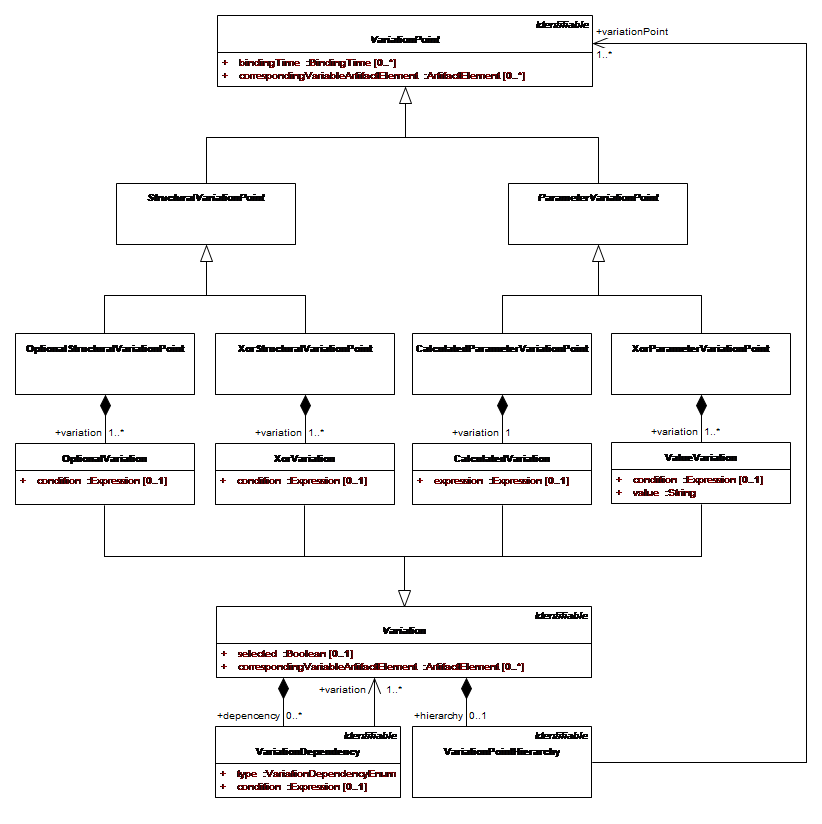 Identifiable
VariationPoint
+ bindingTime :BindingTime [0..*]
+ correspondingVariableArtifactElement :ArtifactElement [0..*]
+variationPoint
1..*
StructuralVariationPoint
ParameterVariationPoint
OptionalStructuralVariationPoint
XorStructuralVariationPoint
CalculatedParameterVariationPoint
XorParameterVariationPoint
+variation 1..*
+variation 1..*
+variation 1
+variation 1..*
OptionalVariation
+ condition :Expression [0..1]
XorVariation
+ condition :Expression [0..1]
CalculatedVariation
+ expression :Expression [0..1]
ValueVariation
+ condition :Expression [0..1]
+ value :String
Identifiable
Variation
+ selected :Boolean [0..1]
+ correspondingVariableArtifactElement :ArtifactElement [0..*]
+variation 1..*
+depencency 0..*
+hierarchy 0..1
Identifiable
VariationDependency
+ type :VariationDependencyEnum
+ condition :Expression [0..1]
Identifiable
VariationPointHierarchy